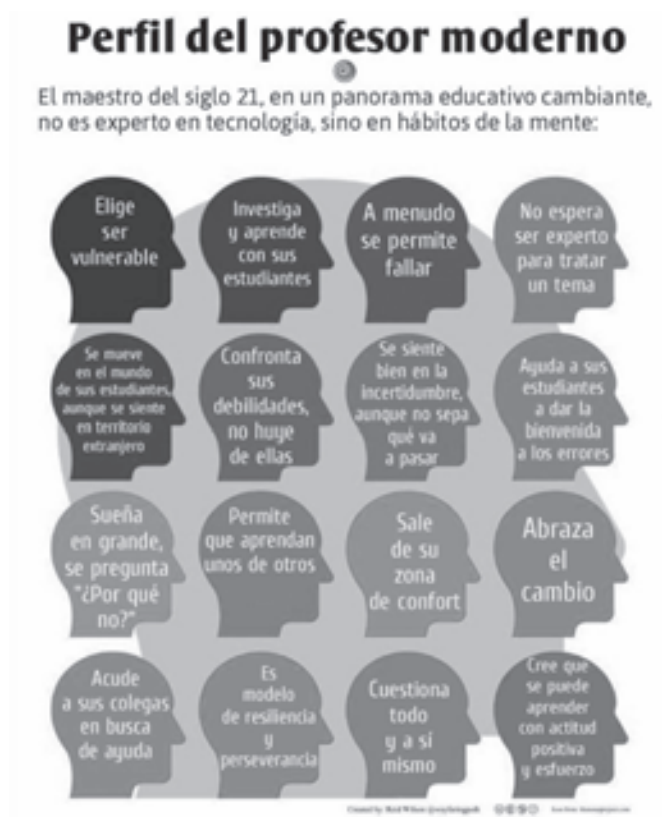 Perfil del profesor moderno
El maestro del siglo 21, en un panorama educativo cambiante,
no es experto en tecnología, sino en hábitos de la mente:
Elige
ser
vulnerable
Investiga
y aprende
con sus
estudiantes
A menudo
se permite
fallar
No espera
ser experto
para tratar
un tema
Se mueve
en el mundo
de sus estudiantes,
aunque se siente
en territorio
extranjero
Confronta
sus
debilidades,
no huye
de ellas
Se siente
bien en la
incertidumbre,
aunque no sepa
qué va
a pasar
Ayuda a sus
estudiantes
a dar la
bienvenida
a los errores
Sueña
en grande,
se pregunta
"¿Por qué
no?"
Permite
que aprendan
unos de otros
Sale
de su
zona
de confort
Abraza
el
cambio
Acude
a sus colegas
en busca
de ayuda
Es
modelo
de resiliencia
y
perseverancia
Cuestiona
todo
y a sí
mismo
Cree que
se puede
aprender
con actitud
positiva
y esfuerzo
Created by Reid Wilson